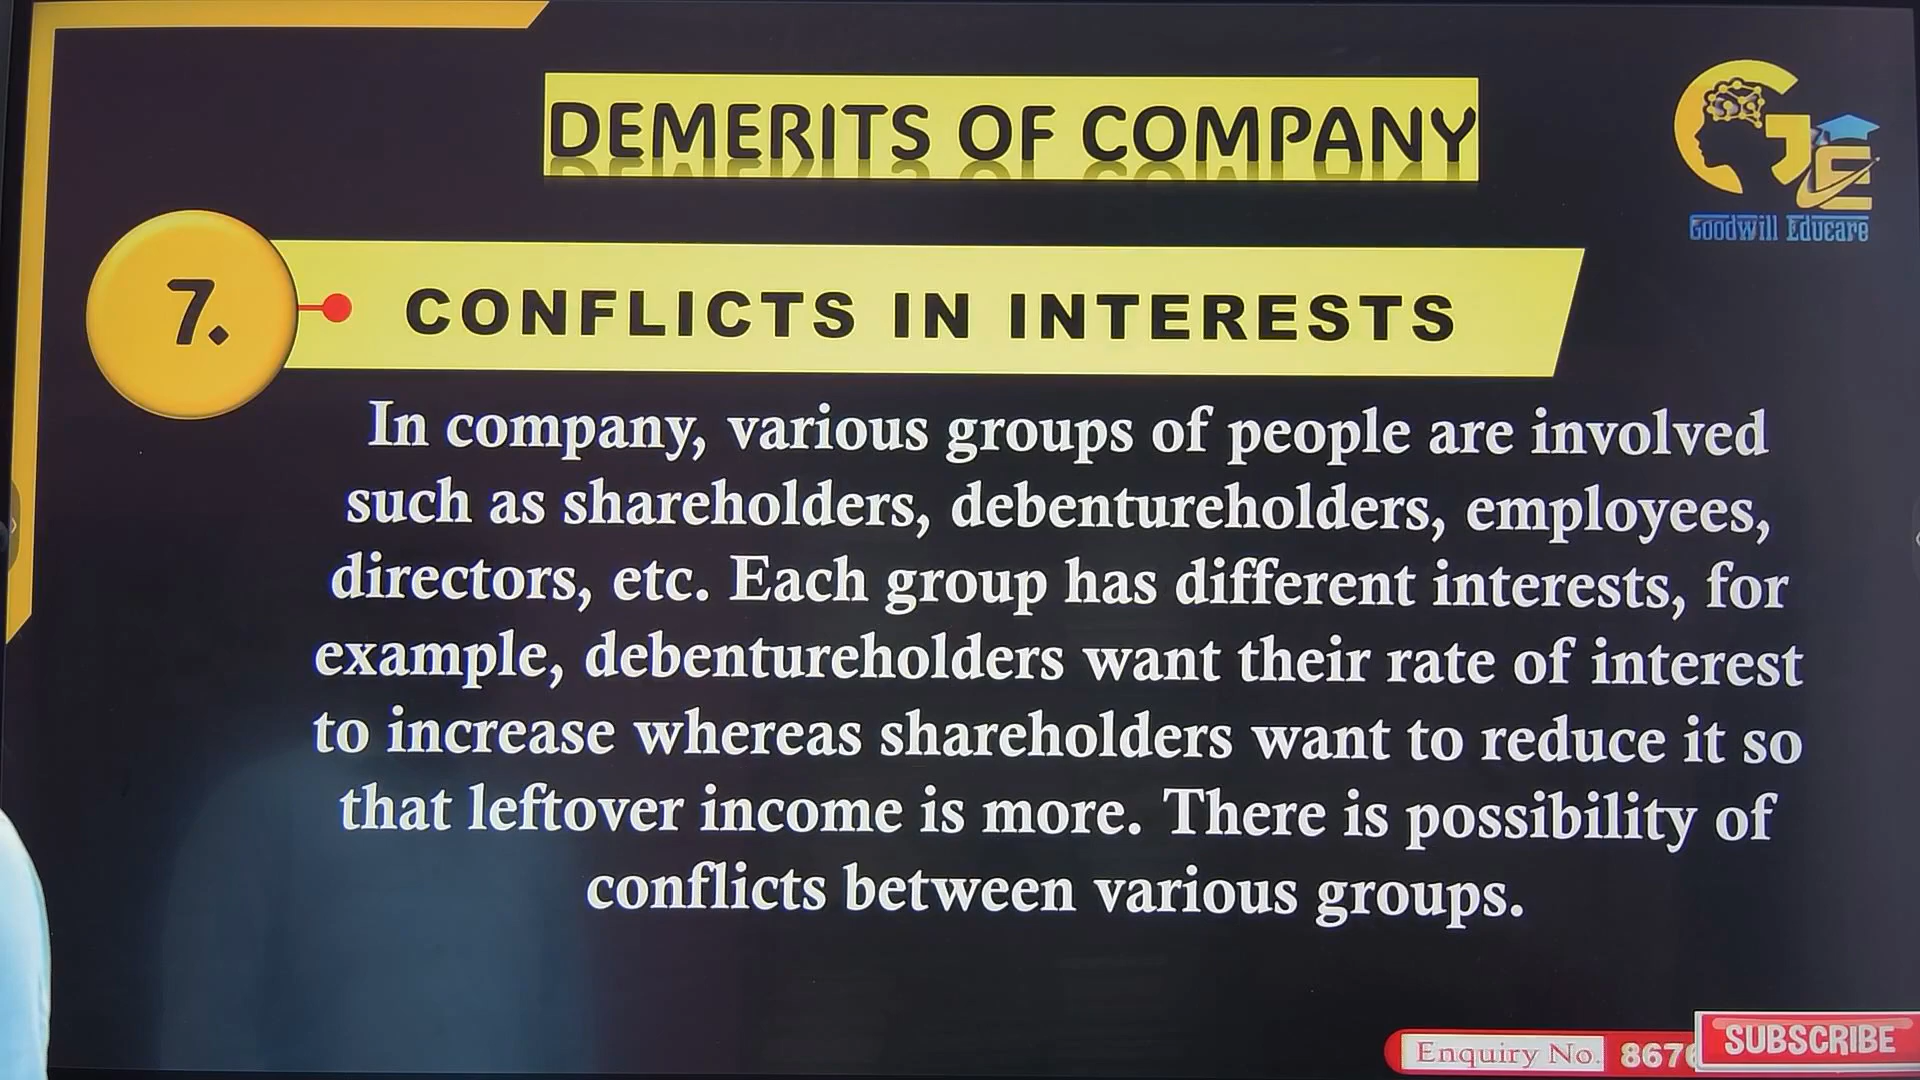 DEMERITS OF COMPANY
Goodwill Educare
7.
CONFLICTS IN INTERESTS
In company, various groups of people are involved
such as shareholders, debentureholders, employees,
directors, etc. Each group has different interests, for
example, debentureholders want their rate of interest
to increase whereas shareholders want to reduce it so
that leftover income is more. There is possibility of
conflicts between various groups.
Enquiry No. 867
SUBSCRIBE